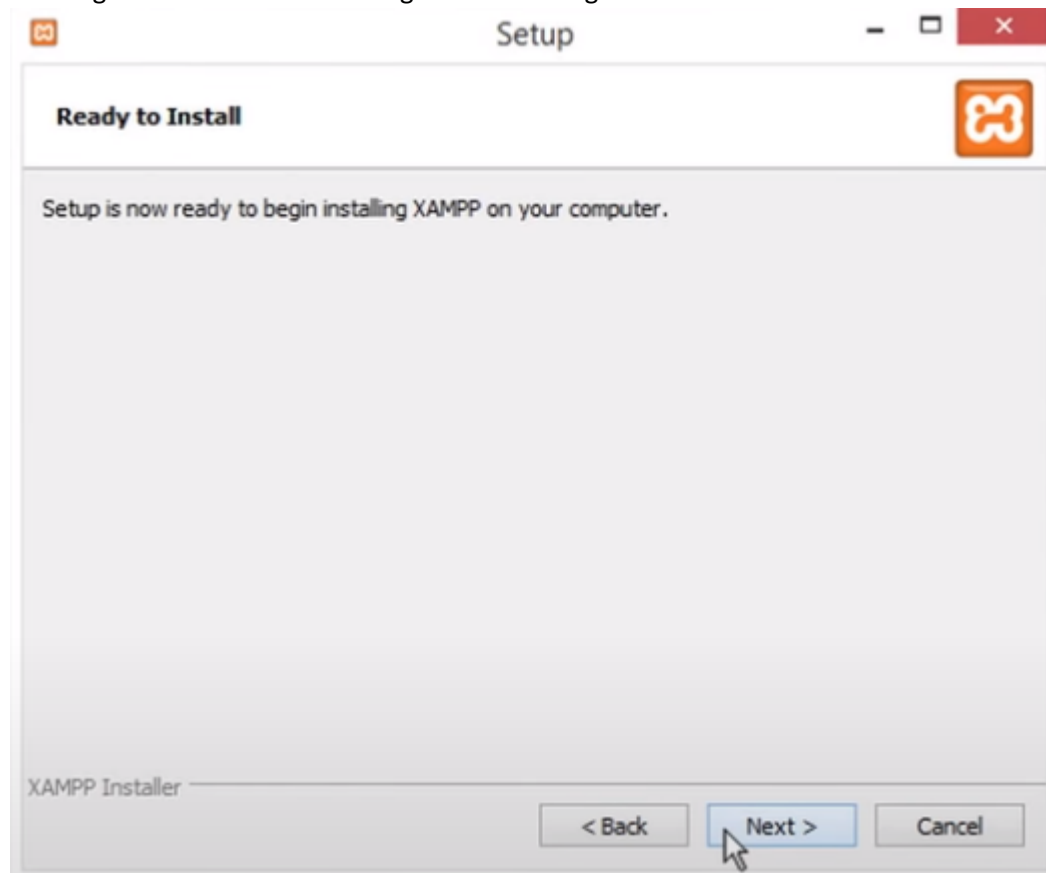 Setup
Ready to Install
Setup is now ready to begin installing XAMPP on your computer.
XAMPP Installer
< Back
Next >
Cancel